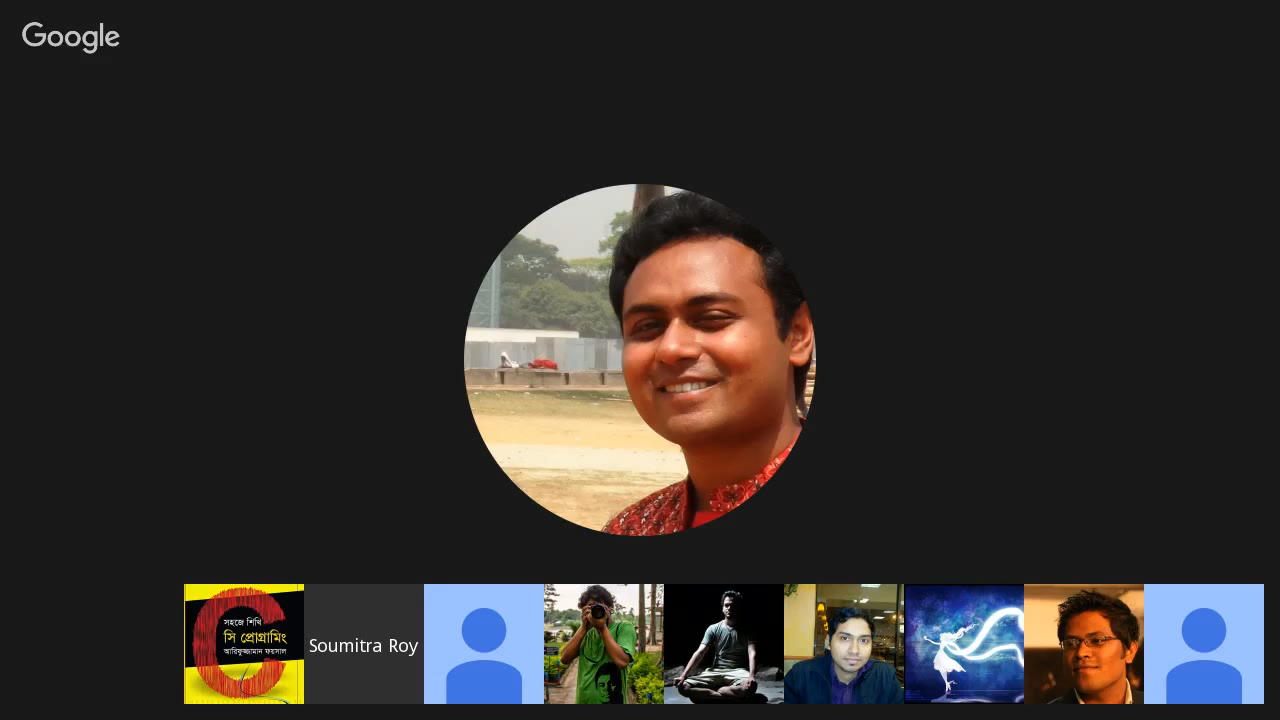 Google
সহজে শিখি
সি প্রোগ্রামিং
আরিফুজ্জামান ফয়সাল
Soumitra Roy